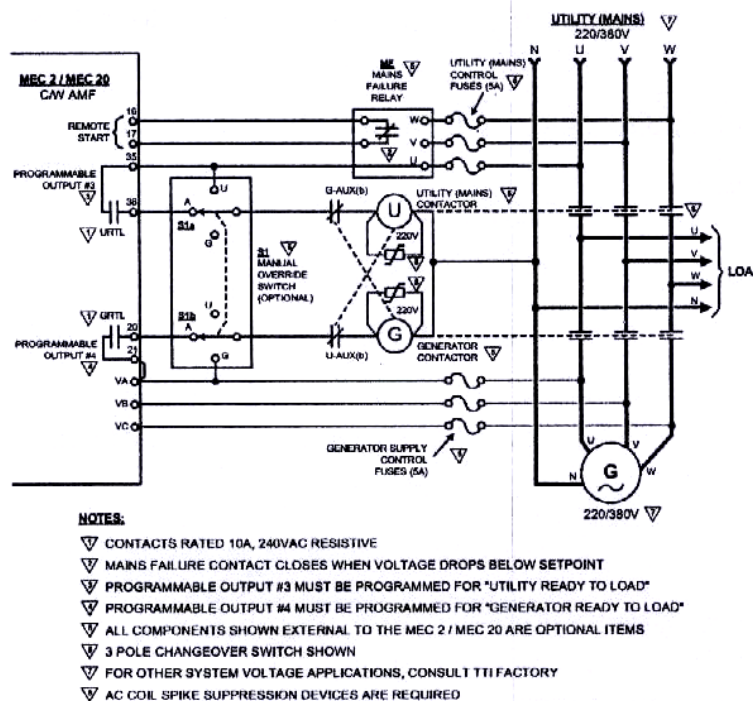 UTILITY (MAINS)
220/380V
N U V W
MEC 2 / MEC 20
C/W AMF
MF
MAINS
FAILURE
RELAY
UTILITY (MAINS)
CONTROL
FUSES (5A)
REMOTE
START
16
17
35
W
V
U
PROGRAMMABLE
OUTPUT #3
36
URTL
A
U
S1a
G
G-AUX(b)
U
220V
UTILITY (MAINS)
CONTACTOR
S1
MANUAL
OVERRIDE
SWITCH
(OPTIONAL)
U
V
W
N
LOA
GRTL
20
21
PROGRAMMABLE
OUTPUT #4
U
S1b
A
G
U-AUX(b)
220V
G
GENERATOR
CONTACTOR
VA
VB
VC
GENERATOR SUPPLY
CONTROL
FUSES (5A)
U
V
W
N
G
220/380V
NOTES:
CONTACTS RATED 10A, 240VAC RESISTIVE
MAINS FAILURE CONTACT CLOSES WHEN VOLTAGE DROPS BELOW SETPOINT
PROGRAMMABLE OUTPUT #3 MUST BE PROGRAMMED FOR "UTILITY READY TO LOAD"
PROGRAMMABLE OUTPUT #4 MUST BE PROGRAMMED FOR "GENERATOR READY TO LOAD"
ALL COMPONENTS SHOWN EXTERNAL TO THE MEC 2 / MEC 20 ARE OPTIONAL ITEMS
3 POLE CHANGEOVER SWITCH SHOWN
FOR OTHER SYSTEM VOLTAGE APPLICATIONS, CONSULT TTI FACTORY
AC COIL SPIKE SUPPRESSION DEVICES ARE REQUIRED